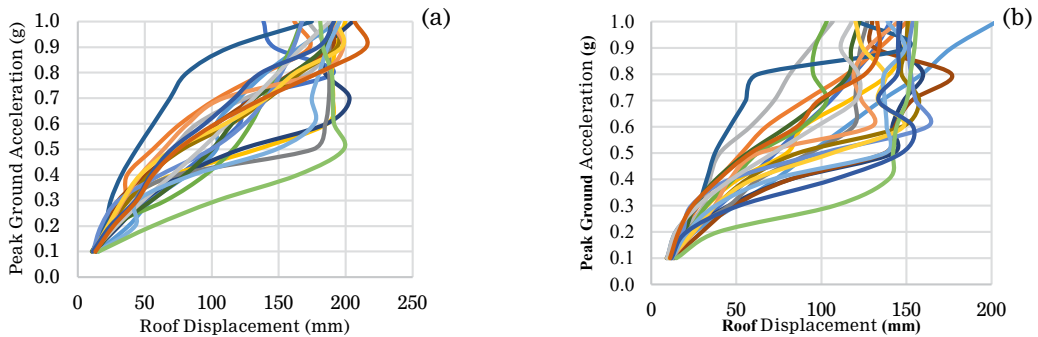 (a)
Peak Ground Acceleration (g)
1.0
0.9
0.8
0.7
0.6
0.5
0.4
0.3
0.2
0.1
0.0
0 50 100 150 200 250
Roof Displacement (mm)
(b)
Peak Ground Acceleration (g)
1.0
0.9
0.8
0.7
0.6
0.5
0.4
0.3
0.2
0.1
0.0
0 50 100 150 200
Roof Displacement (mm)